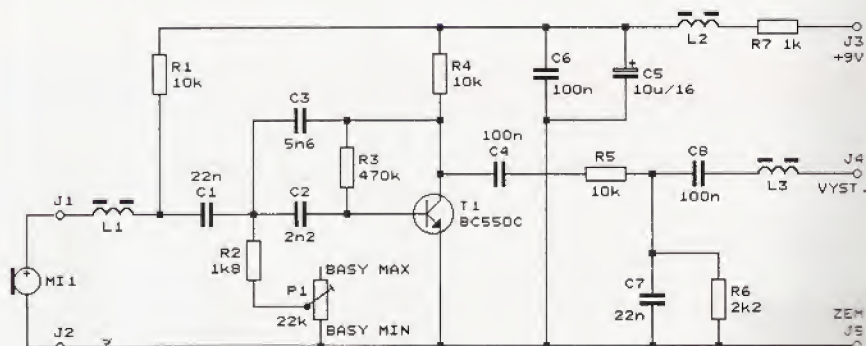 R1
10k
C3
5n6
R4
10k
C6
100n
C5
+
10u/16
L2
R7 1k
J3
+9V
22n
C1
R3
470k
C2
2n2
100n
C4
R5
10k
C8
100n
L3
J4
VYST.
J1
L1
T1
BC550C
R2
1k8
BASY MAX
P1
22k
BASY MIN
+
MI1
C7
22n
R6
2k2
J2
ZEM
J5